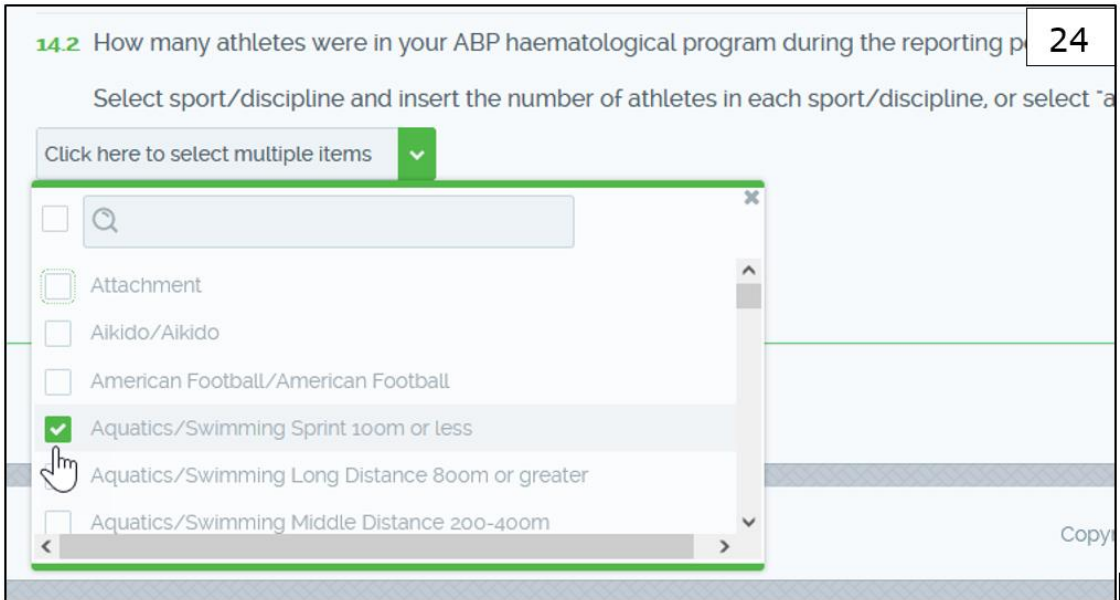 24
14.2 How many athletes were in your ABP haematological program during the reporting
Select sport/discipline and insert the number of athletes in each sport/discipline, or select "a
Click here to select multiple items
Attachment
Aikido/Aikido
American Football/American Football
Aquatics/Swimming Sprint 100m or less
Aquatics/Swimming Long Distance 800m or greater
Aquatics/Swimming Middle Distance 200-400m
Copyr